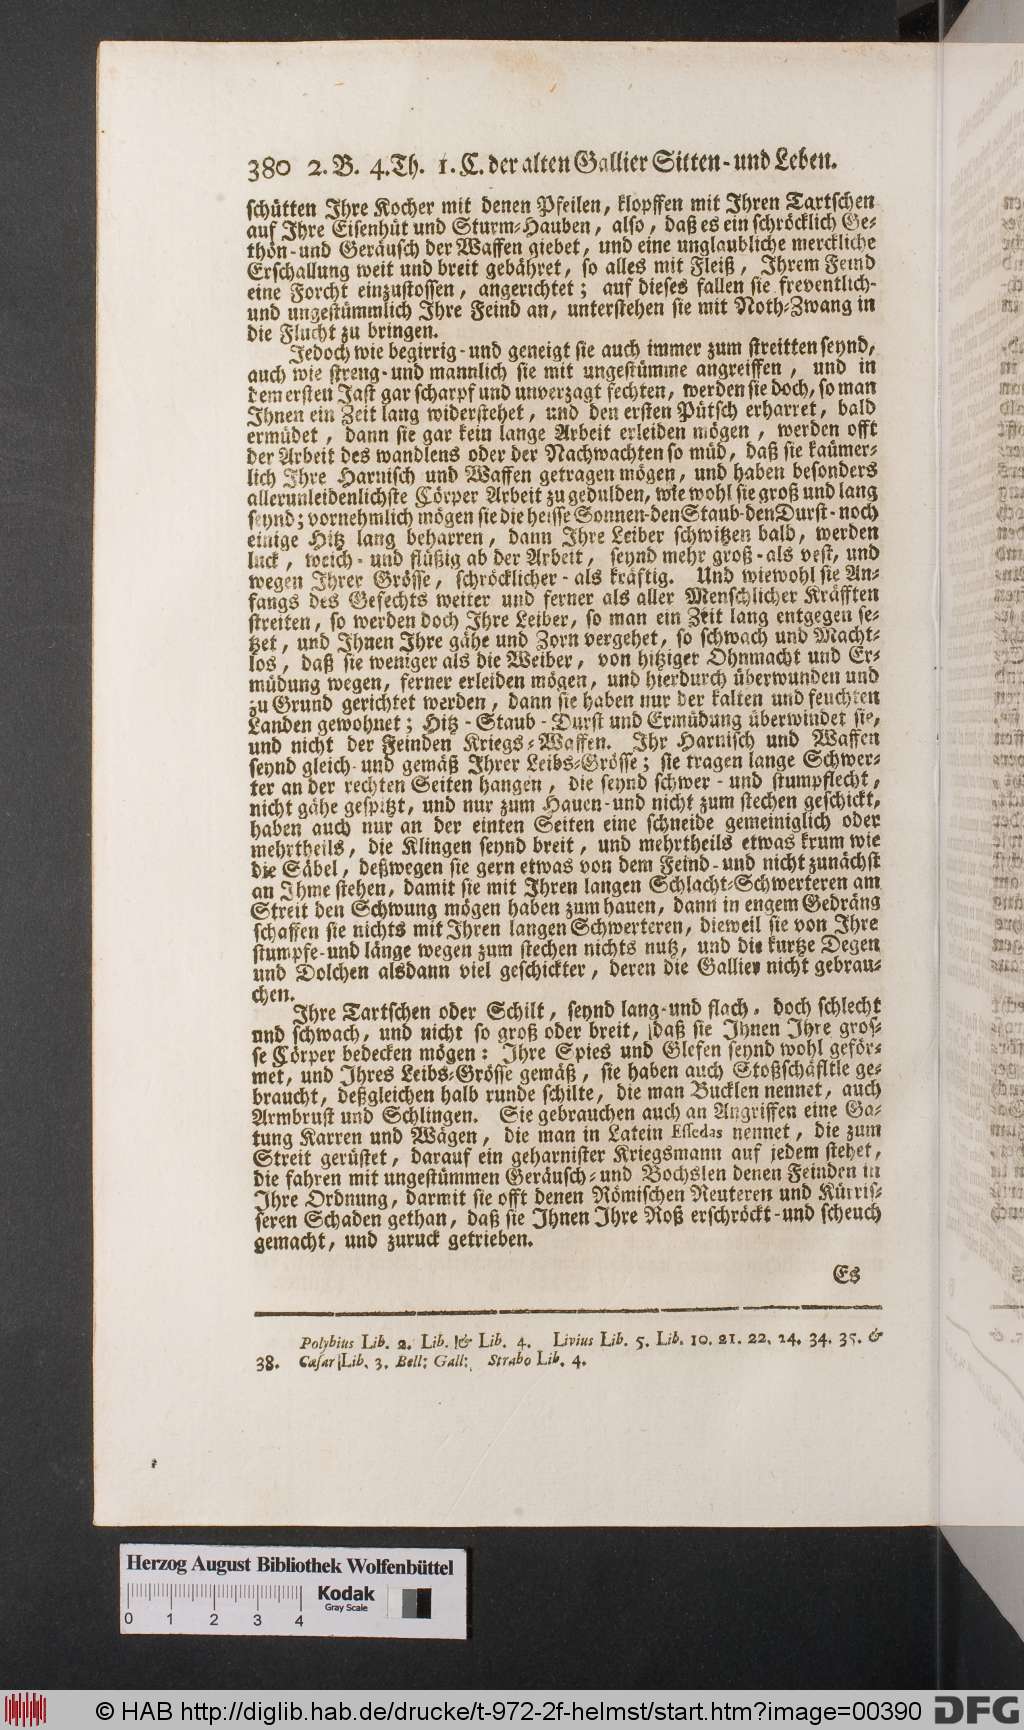 380 2. B. 4. Th. 1. C. der alten Gallier Sitten- und Leben.
schütten Ihre Kocher mit denen Pfeilen, klopffen mit Ihren Tartschen
auf Ihre Eisenhüt und Sturm-Hauben, also, daß es ein schröcklich Ge-
thön- und Geräusch der Waffen giebet, und eine unglaubliche merckliche
Erschallung weit und breit gebähret, so alles mit Fleiß, Ihrem Feind
eine Forcht einzustossen, angerichtet; auf dieses fallen sie freventlich-
und ungestümmlich Ihre Feind an, unterstehen sie mit Noth-Zwang in
die Flucht zu bringen.
Jedoch wie begirrig- und geneigt sie auch immer zum streitten seynd,
auch wie streng- und mannlich sie mit ungestümme angreiffen, und in
dem ersten Jast gar scharpf und unverzagt fechten, werden sie doch, so man
Ihnen ein Zeit lang widerstehet, und den ersten Pütsch erharret, bald
ermüdet, dann sie gar kein lange Arbeit erleiden mögen, werden offt
der Arbeit des wandlens oder der Nachwachten so müd, daß sie kaümer-
lich Ihre Harnisch und Waffen getragen mögen, und haben besonders
allerunleidenlichste Cörper Arbeit zu gedulden, wie wohl sie groß und lang
seynd; vornehmlich mögen sie die heisse Sonnen-den Staub-den Durst-noch
einige Hitz lang beharren, dann Ihre Leiber schwitzen bald, werden
luck, weich- und flüßig ab der Arbeit, seynd mehr groß-als vest, und
wegen Ihrer Grösse, schröcklicher-als kräftig. Und wiewohl sie An-
fangs des Gefechts weiter und ferner als aller Menschlicher Kräfften
streiten, so werden doch Ihre Leiber, so man ein Zeit lang entgegen se-
tzet, und Ihnen Ihre gähe und Zorn vergehet, so schwach und Macht-
los, daß sie weniger als die Weiber, von hitziger Ohnmacht und Er-
müdung wegen, ferner erleiden mögen, und hierdurch überwunden und
zu Grund gerichtet werden, dann sie haben nur der kalten und feuchten
Landen gewohnet; Hitz-Staub-Durst und Ermüdung überwindet sie,
und nicht der Feinden Kriegs-Waffen. Ihr Harnisch und Waffen
seynd gleich- und gemäß Ihrer Leibs-Grösse; sie tragen lange Schwer-
ter an der rechten Seiten hangen, die seynd schwer- und stumpflecht,
nicht gähe gespitzt, und nur zum Hauen-und nicht zum stechen geschickt,
haben auch nur an der einten Seiten eine schneide gemeiniglich oder
mehrtheils, die Klingen seynd breit, und mehrtheils etwas krum wie
die Säbel, deßwegen sie gern etwas von dem Feind-und nicht zunächst
an Ihme stehen, damit sie mit Ihren langen Schlacht-Schwerteren am
Streit den Schwung mögen haben zum hauen, dann in engem Gedräng
schaffen sie nichts mit Ihren langen Schwerteren, dieweil sie von Ihre
stumpfe-und länge wegen zum stechen nichts nutz, und die kurtze Degen
und Dolchen alsdann viel geschickter, deren die Gallier nicht gebrau-
chen.
Ihre Tartschen oder Schilt, seynd lang-und flach, doch schlecht
und schwach, und nicht so groß oder breit, daß sie Ihnen Ihre gros-
se Cörper bedecken mögen: Ihre Spies und Glefen seynd wohl geför-
met, und Ihres Leibs-Grösse gemäß, sie haben auch Stoßschäfltle ge-
braucht, deßgleichen halb runde schilte, die man Bucklen nennet, auch
Armbrust und Schlingen. Sie gebrauchen auch an Angriffen eine Ga-
tung Karren und Wägen, die man in Latein Essedas nennet, die zum
Streit gerüstet, darauf ein geharnister Kriegsmann auf jedem stehet,
die fahren mit ungestümmen Geräusch-und Bochslen denen Feinden in
Ihre Ordnung, darmit sie offt denen Römischen Reuteren und Kürris-
seren Schaden gethan, daß sie Ihnen Ihre Roß erschröckt-und scheuch
gemacht, und zuruck getrieben.
Es
Polybius Lib. 2. Lib. & Lib. 4. Livius Lib. 5. Lib. 10. 21. 22. 24. 34. 35. &
38. Cæsar Lib. 3. Bell: Gall: Strabo Lib. 4.
Herzog August Bibliothek Wolfenbüttel
Kodak
Gray Scale
0 1 2 3 4
© HAB http://diglib.hab.de/drucke/t-972-2f-helmst/start.htm?image=00390
DFG